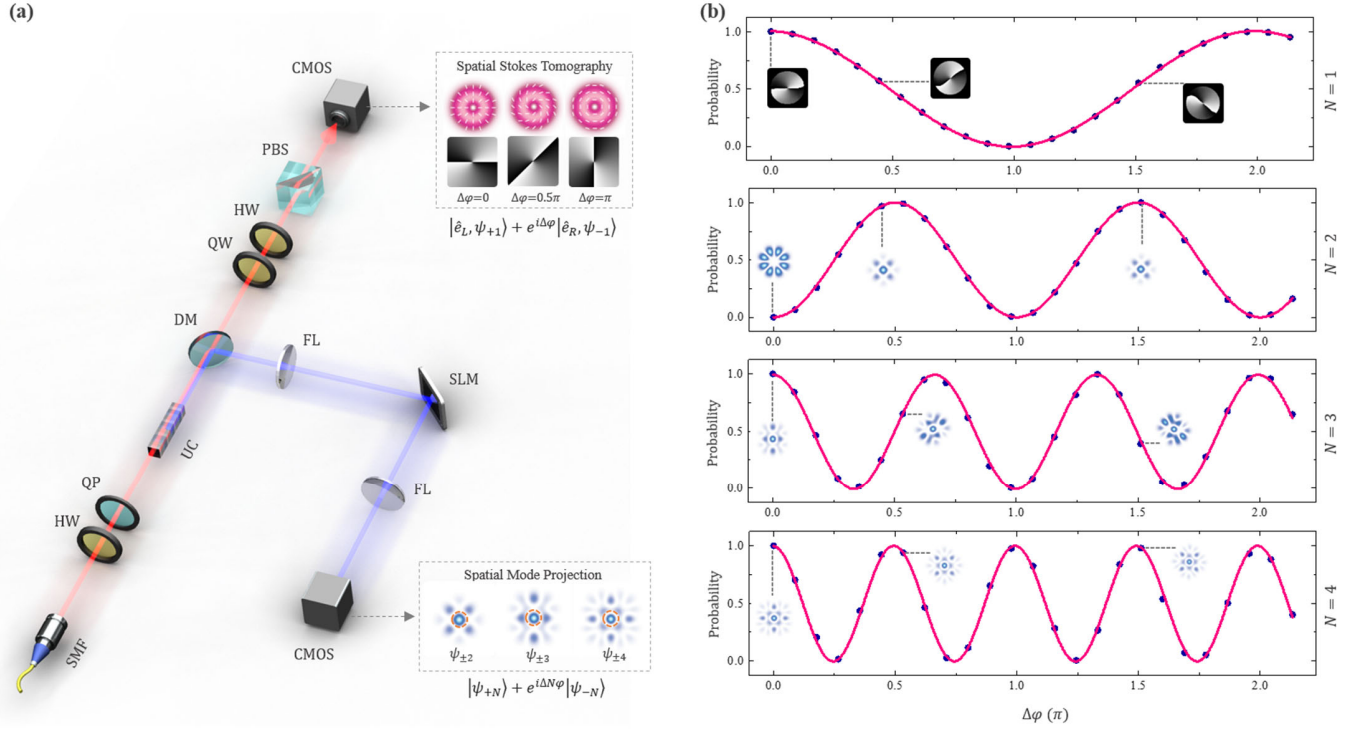 (a)
CMOS
Spatial Stokes Tomography
Δφ=0 Δφ=0.5π Δφ=π
|ê_L, ψ_{+1}⟩ + e^{iΔφ}|ê_R, ψ_{−1}⟩
PBS
HW
QW
DM
FL
SLM
UC
FL
QP
HW
SMF
CMOS
Spatial Mode Projection
ψ_{±2} ψ_{±3} ψ_{±4}
|ψ_{+N}⟩ + e^{iΔNφ}|ψ_{−N}⟩
(b)
Probability
1.0
0.5
0.0
0.0 0.5 1.0 1.5 2.0
N = 1
Probability
1.0
0.5
0.0
0.0 0.5 1.0 1.5 2.0
N = 2
Probability
1.0
0.5
0.0
0.0 0.5 1.0 1.5 2.0
N = 3
Probability
1.0
0.5
0.0
0.0 0.5 1.0 1.5 2.0
N = 4
Δφ (π)